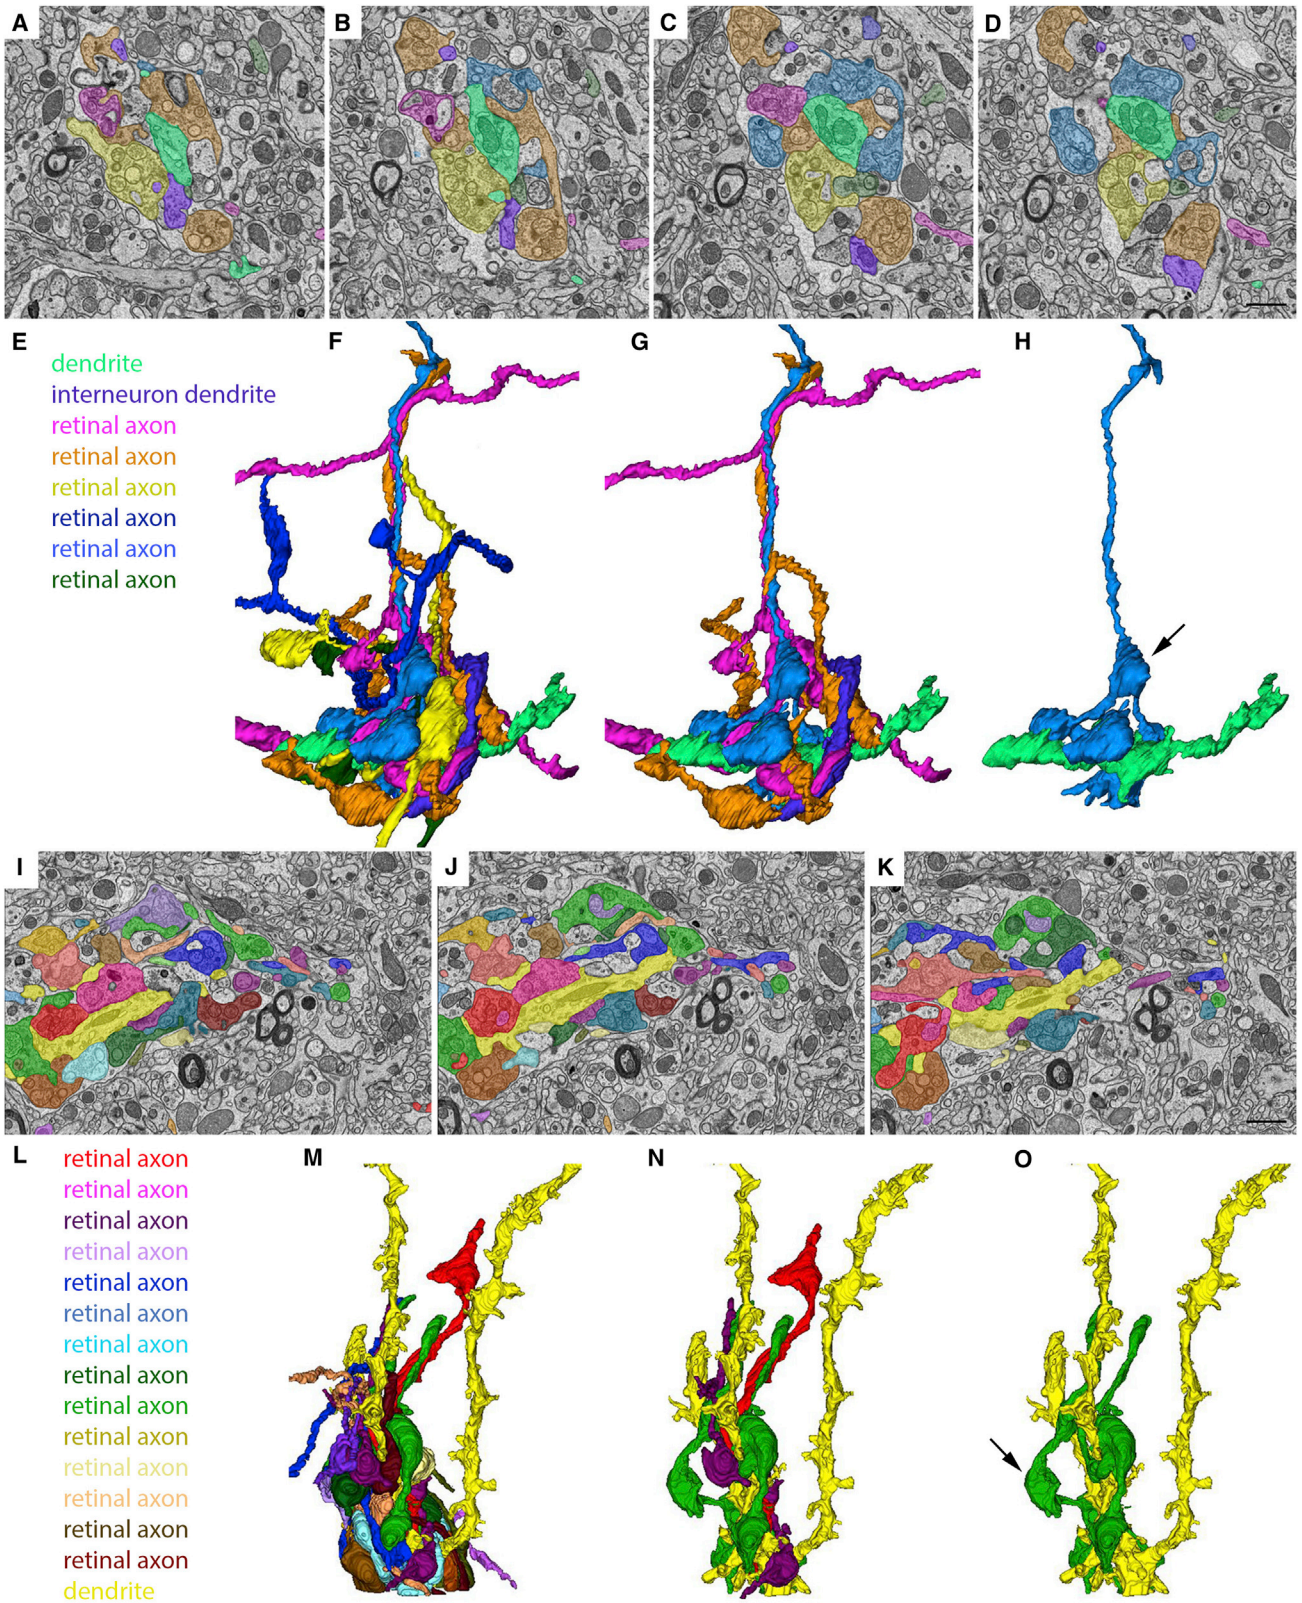 A
B
C
D
E
dendrite
interneuron dendrite
retinal axon
retinal axon
retinal axon
retinal axon
retinal axon
retinal axon
F
G
H
I
J
K
L
retinal axon
retinal axon
retinal axon
retinal axon
retinal axon
retinal axon
retinal axon
retinal axon
retinal axon
retinal axon
retinal axon
retinal axon
retinal axon
retinal axon
dendrite
M
N
O